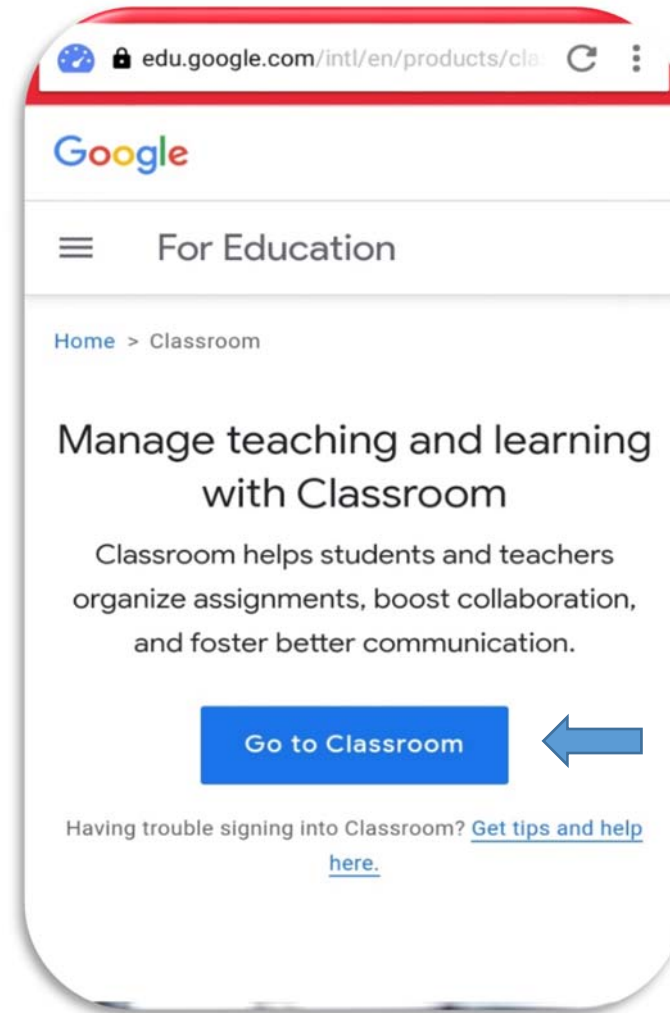 edu.google.com/intl/en/products/cla
Google
For Education
Home > Classroom
Manage teaching and learning
with Classroom
Classroom helps students and teachers
organize assignments, boost collaboration,
and foster better communication.
Go to Classroom
Having trouble signing into Classroom? Get tips and help
here.